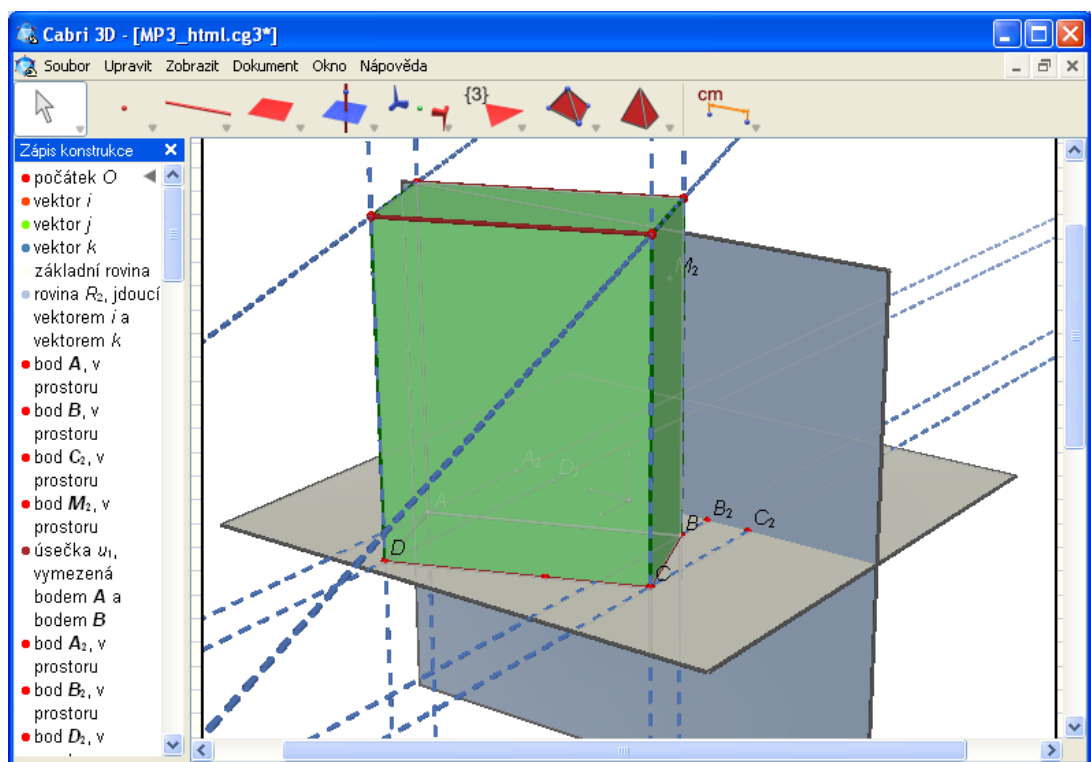 Cabri 3D - [MP3_html.cg3*]
Soubor Upravit Zobrazit Dokument Okno Nápověda
{3}
cm
Zápis konstrukce
počátek O
vektor i
vektor j
vektor k
základní rovina
rovina R₂, jdoucí
vektorem i a
vektorem k
bod A, v
prostoru
bod B, v
prostoru
bod C₂, v
prostoru
bod M₂, v
prostoru
úsečka u₁,
vymezená
bodem A a
bodem B
bod A₂, v
prostoru
bod B₂, v
prostoru
bod D₂, v
M₂
A₂
D₂
A
B₂
B
C₂
D
C